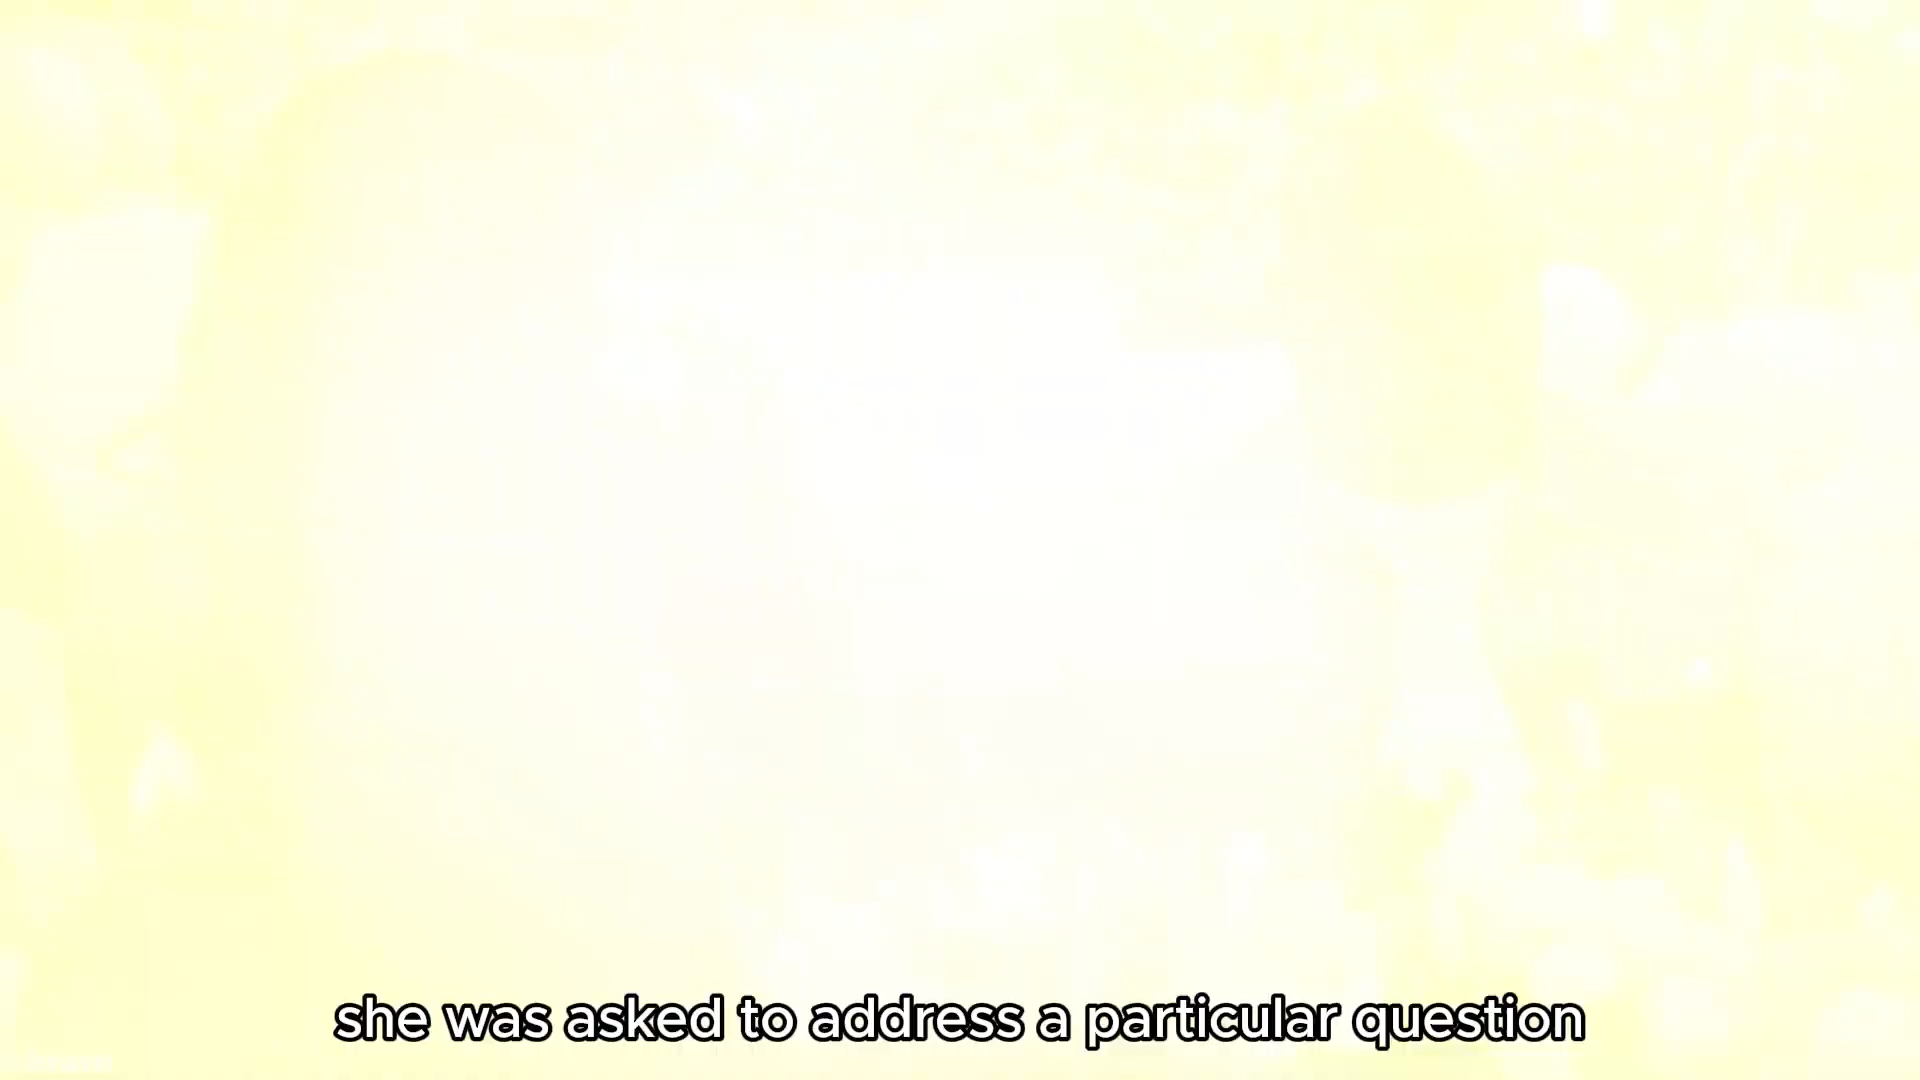 she was asked to address a particular question